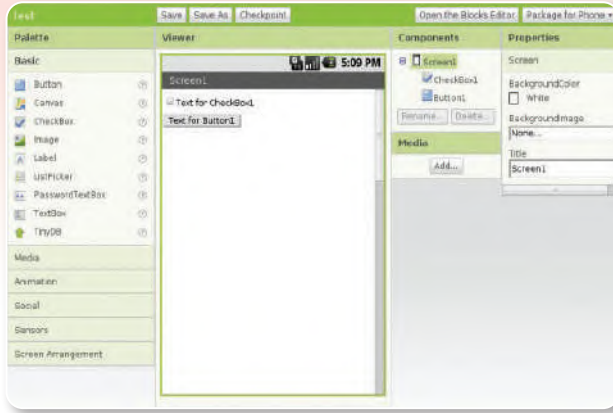 test
Save Save As Checkpoint
Open the Blocks Editor Package for Phone
Palette
Basic
Button
Canvas
CheckBox
Image
Label
ListPicker
PasswordTextBox
TextBox
TinyDB
Media
Animation
Social
Sensors
Screen Arrangement
Viewer
5:09 PM
Screen1
Text for CheckBox1
Text for Button1
Components
Screen1
CheckBox1
Button1
Rename... Delete...
Media
Add...
Properties
Screen
BackgroundColor
White
BackgroundImage
None...
Title
Screen1